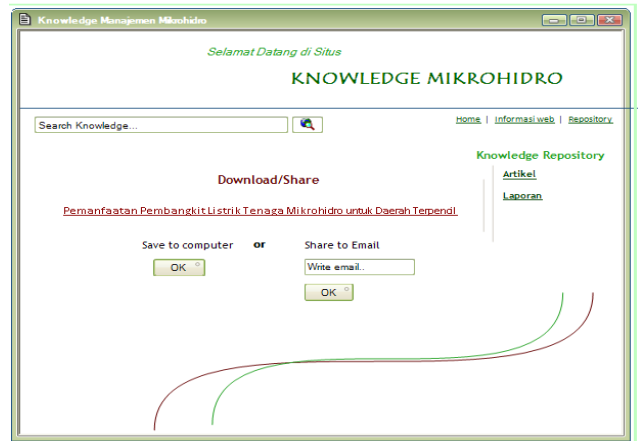 Knowledge Manajemen Mikrohidro
Selamat Datang di Situs
KNOWLEDGE MIKROHIDRO
Search Knowledge...
Home | Informasi web | Repository
Knowledge Repository
Artikel
Laporan
Download/Share
Pemanfaatan Pembangkit Listrik Tenaga Mikrohidro untuk Daerah Terpencil
Save to computer or Share to Email
OK
Write email..
OK